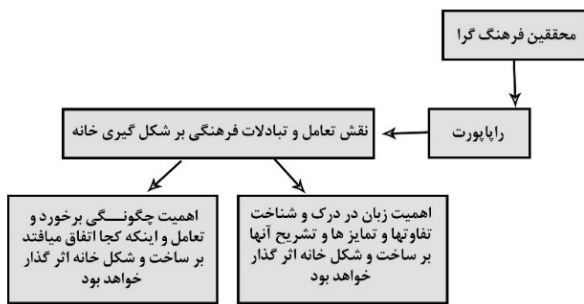 محققین فرهنگ گرا
راپاپورت
نقش تعامل و تبادلات فرهنگی بر شکل گیری خانه
اهمیت زبان در درک و شناخت
تفاوتها و تمایز ها و تشریح آنها
بر ساخت و شکل خانه اثر گذار
خواهد بود
اهمیت چگونـــگی برخورد و
تعامل و اینکه کجا اتفاق میافتد
بر ساخت و شکل خانه اثر گذار
خواهد بود